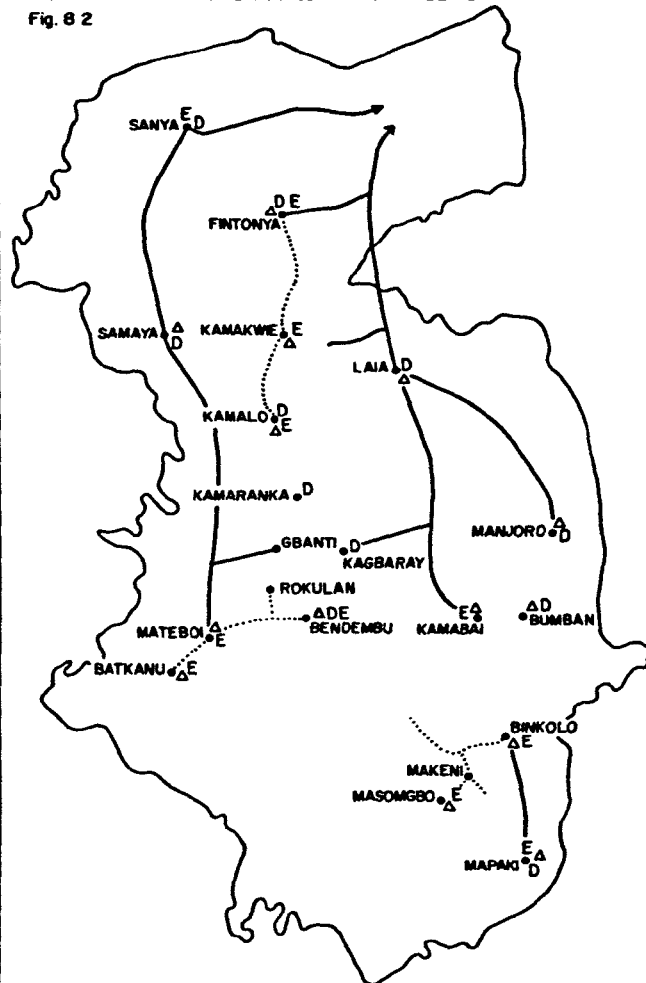 Fig. 8 2
E
SANYA D
D E
FINTONYA
SAMAYA
D
KAMAKWIE E
LAIA D
KAMALO D
E
KAMARANKA D
GBANTI
D
KAGBARAY
MANJORO
D
ROKULAN
D E
BENDEMBU
MATEBOI
E
E
KAMABAI
D
BUMBAN
BATKANU E
BINKOLO
E
MAKENI
MASOMGBO E
E
MAPAKI
D